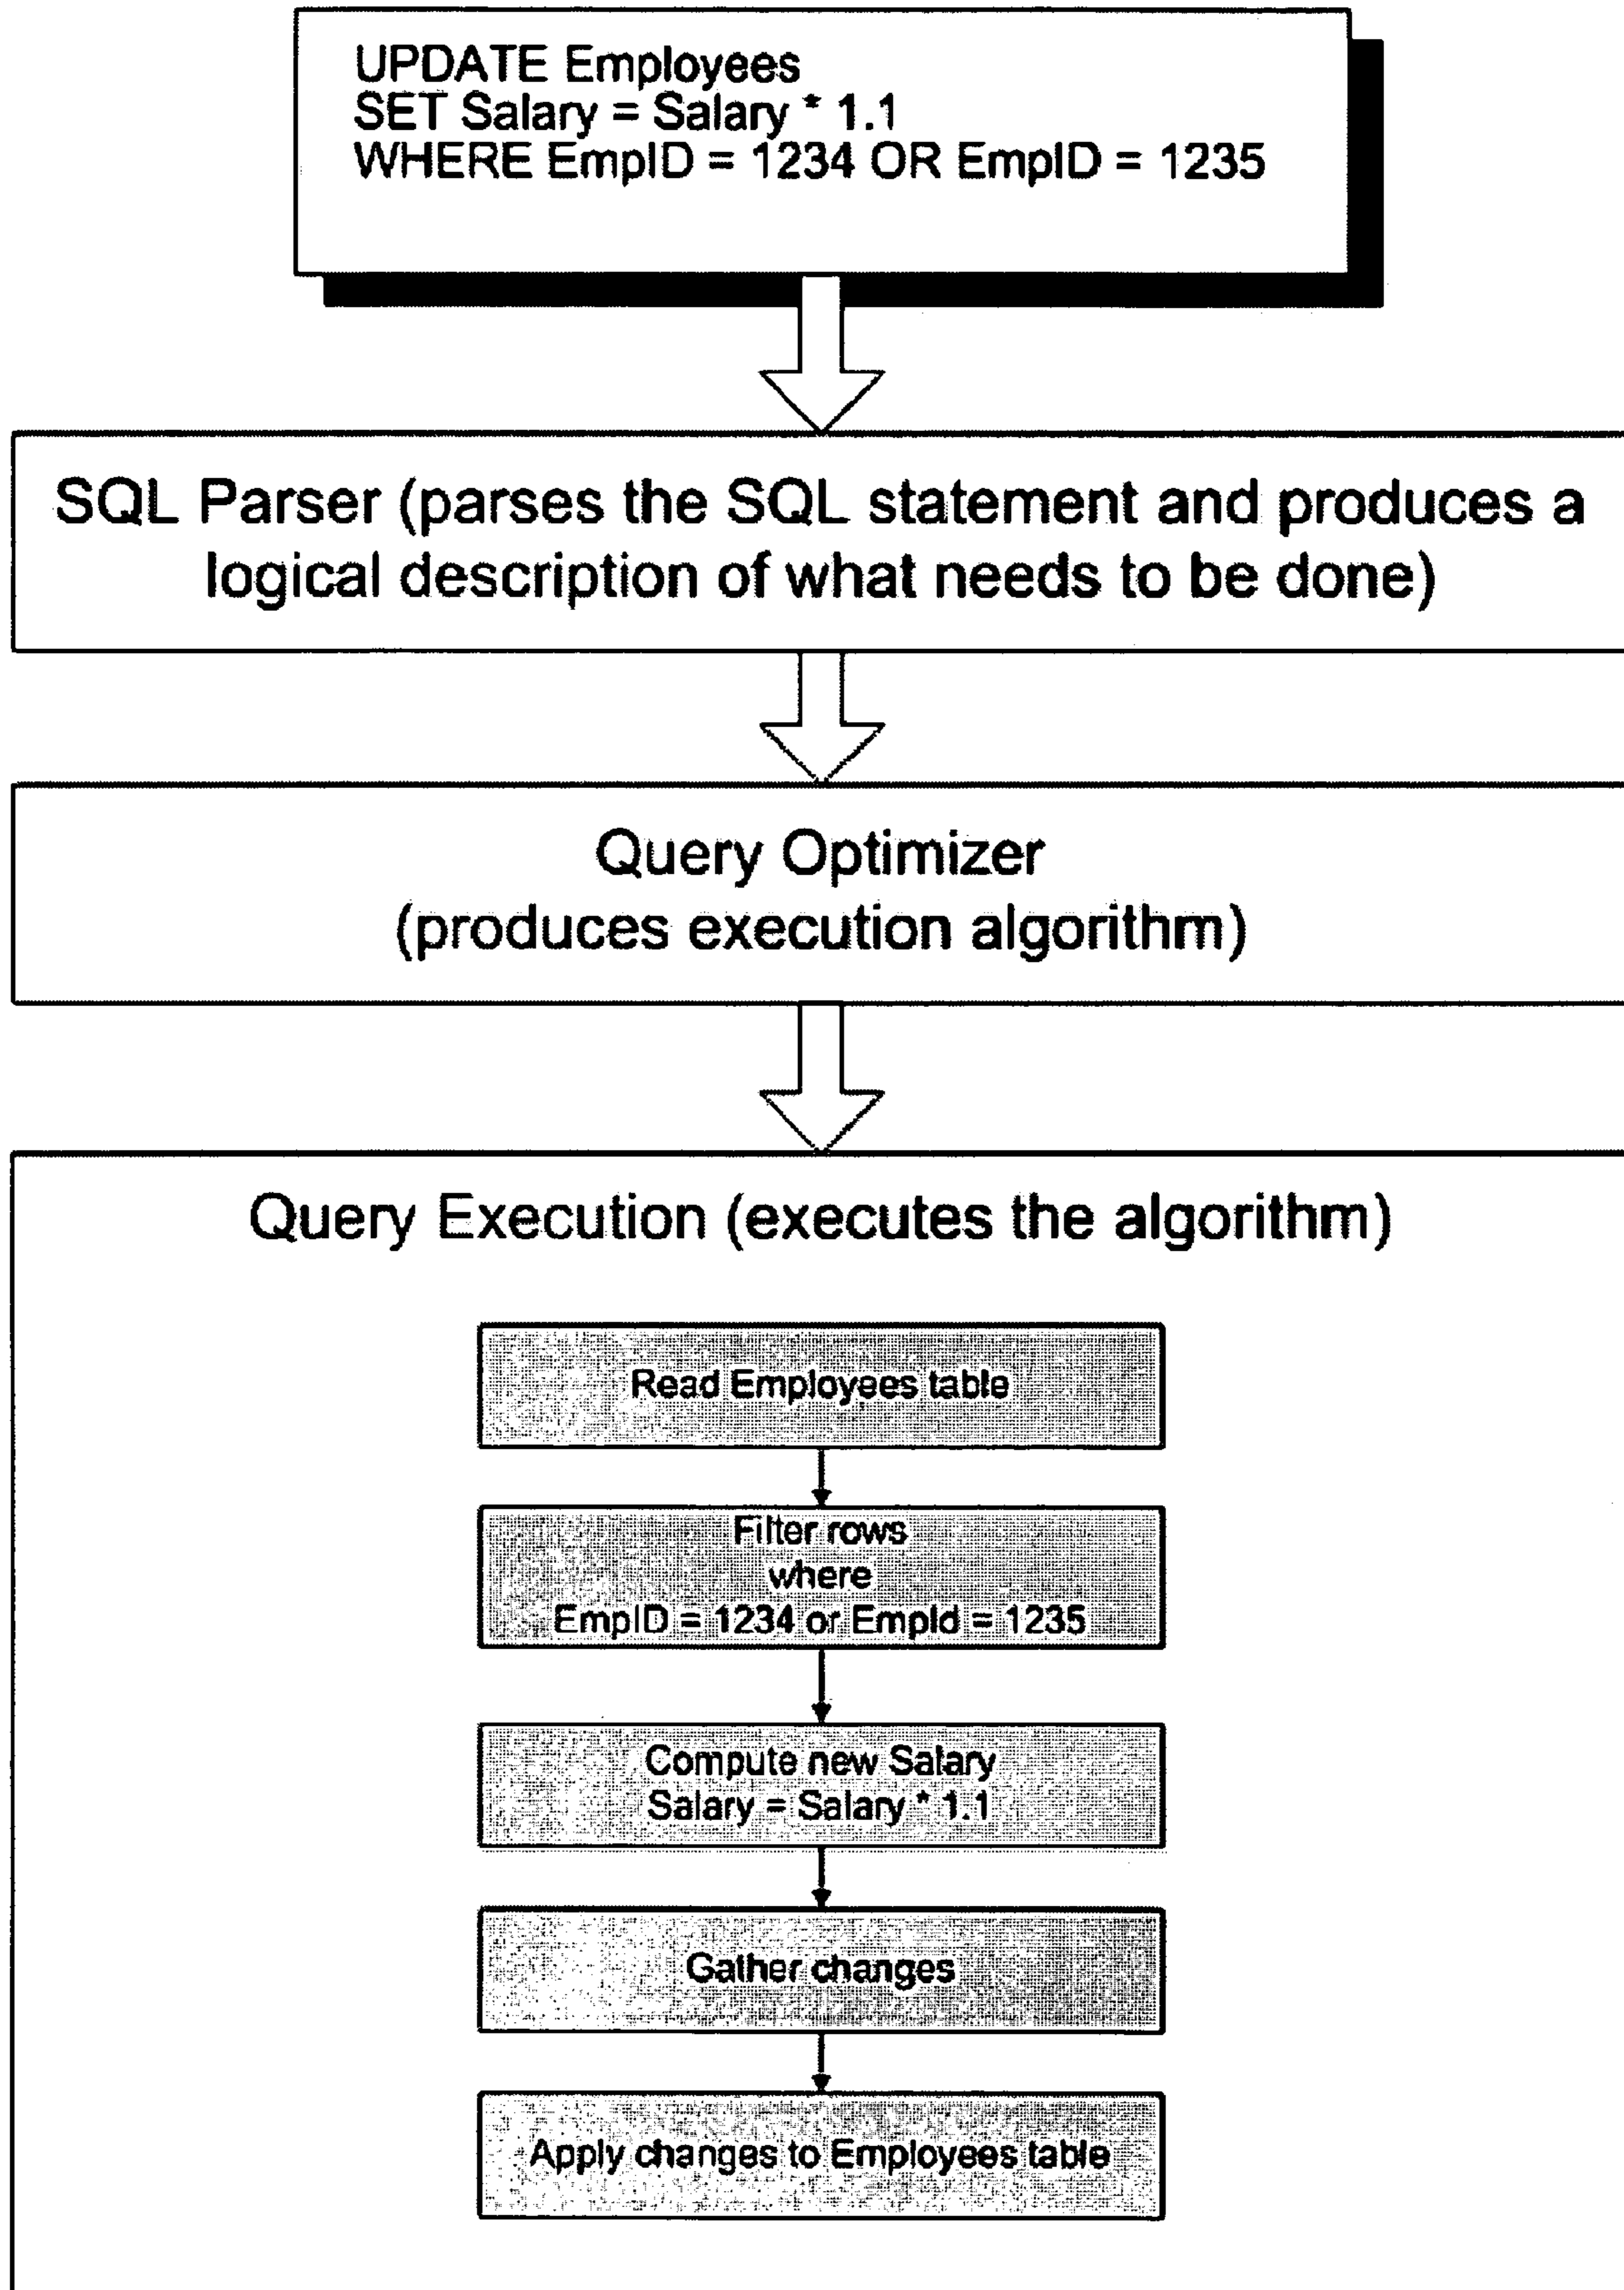 UPDATE Employees
SET Salary = Salary * 1.1
WHERE EmpID = 1234 OR EmpID = 1235
SQL Parser (parses the SQL statement and produces a
logical description of what needs to be done)
Query Optimizer
(produces execution algorithm)
Query Execution (executes the algorithm)
Read Employees table
Filter rows
where
EmpID = 1234 or EmpId = 1235
Compute new Salary
Salary = Salary * 1.1
Gather changes
Apply changes to Employees table